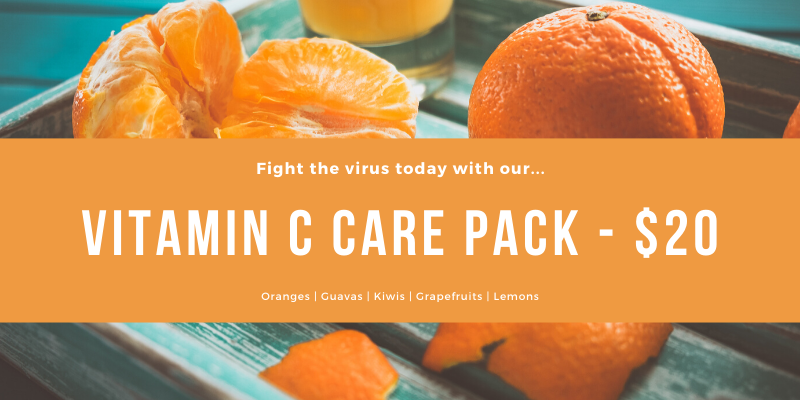 Fight the virus today with our...
VITAMIN C CARE PACK - $20
Oranges | Guavas | Kiwis | Grapefruits | Lemons